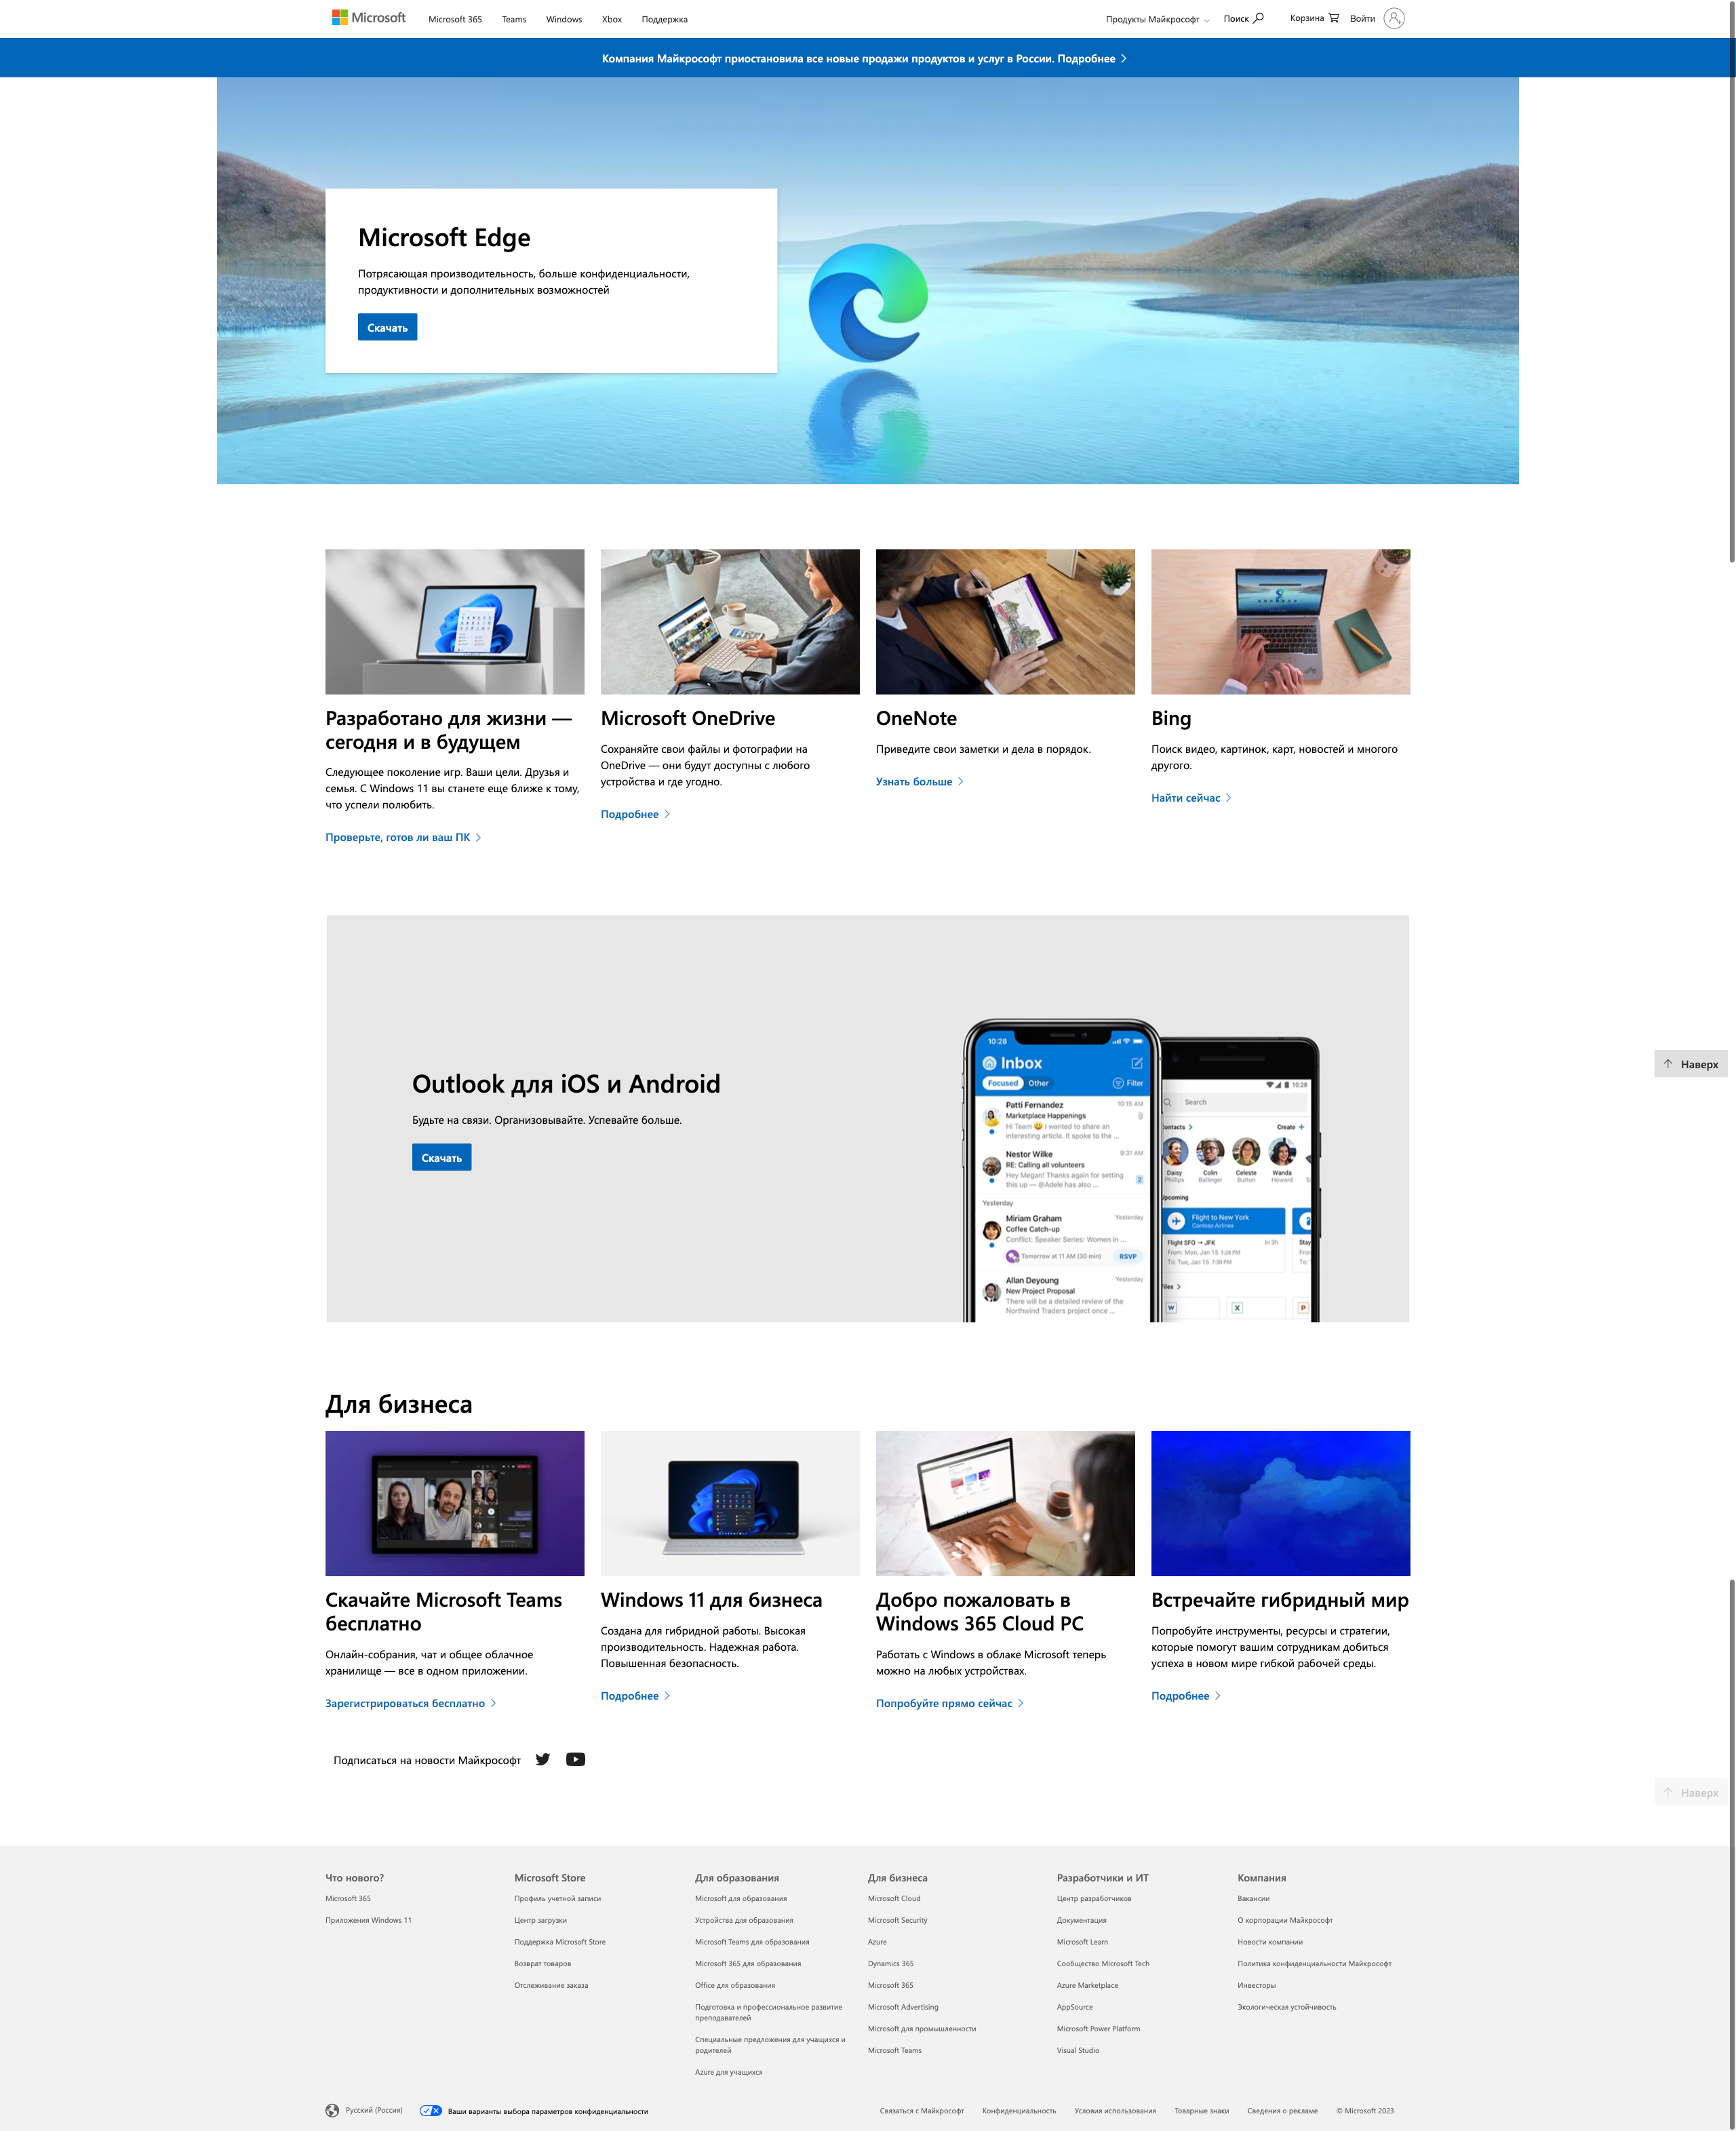 Microsoft
Microsoft 365
Teams
Windows
Xbox
Поддержка
Продукты Майкрософт
Поиск
Корзина
Войти
Компания Майкрософт приостановила все новые продажи продуктов и услуг в России. Подробнее
Microsoft Edge
Потрясающая производительность, больше конфиденциальности,
продуктивности и дополнительных возможностей
Скачать
Разработано для жизни —
сегодня и в будущем
Следующее поколение игр. Ваши цели. Друзья и
семья. С Windows 11 вы станете еще ближе к тому,
что успели полюбить.
Проверьте, готов ли ваш ПК
Microsoft OneDrive
Сохраняйте свои файлы и фотографии на
OneDrive — они будут доступны с любого
устройства и где угодно.
Подробнее
OneNote
Приведите свои заметки и дела в порядок.
Узнать больше
Bing
Поиск видео, картинок, карт, новостей и многого
другого.
Найти сейчас
Наверх
Outlook для iOS и Android
Будьте на связи. Организовывайте. Успевайте больше.
Скачать
10:28
Inbox
Focused
Other
Filter
Patti Fernandez
10:15 AM
Marketplace Happenings
Hi Team 😀 I wanted to share an
interesting article. It spoke to the ...
Nestor Wilke
9:31 AM
RE: Calling all volunteers
Hey Megan! Thanks again for setting
this up — @Adele has also ...
2
Yesterday
Miriam Graham
Yesterday
Coffee Catch-up
Conflict: Speaker Series: Women in ...
Tomorrow at 11 AM (30 min)
RSVP
Allan Deyoung
Yesterday
New Project Proposal
There will be a detailed review of the
Northwind Traders project once ...
10:28
Search
ontacts
Create +
Daisy
Phillips
Colin
Ballinger
Celeste
Burton
Wanda
Howard
pcoming
Flight to New York
Contoso Airlines
Flight SFO → JFK
In 3h
From: Mon, Jan 15 1:28 PM
To: Tue, Jan 16 7:30 PM
Stay
From
To: Fr
iles
W
X
P
Для бизнеса
Скачайте Microsoft Teams
бесплатно
Онлайн-собрания, чат и общее облачное
хранилище — все в одном приложении.
Зарегистрироваться бесплатно
Windows 11 для бизнеса
Создана для гибридной работы. Высокая
производительность. Надежная работа.
Повышенная безопасность.
Подробнее
Добро пожаловать в
Windows 365 Cloud PC
Работать с Windows в облаке Microsoft теперь
можно на любых устройствах.
Попробуйте прямо сейчас
Встречайте гибридный мир
Попробуйте инструменты, ресурсы и стратегии,
которые помогут вашим сотрудникам добиться
успеха в новом мире гибкой рабочей среды.
Подробнее
Подписаться на новости Майкрософт
Наверх
Что нового?
Microsoft 365
Приложения Windows 11
Microsoft Store
Профиль учетной записи
Центр загрузки
Поддержка Microsoft Store
Возврат товаров
Отслеживание заказа
Для образования
Microsoft для образования
Устройства для образования
Microsoft Teams для образования
Microsoft 365 для образования
Office для образования
Подготовка и профессиональное развитие
преподавателей
Специальные предложения для учащихся и
родителей
Azure для учащихся
Для бизнеса
Microsoft Cloud
Microsoft Security
Azure
Dynamics 365
Microsoft 365
Microsoft Advertising
Microsoft для промышленности
Microsoft Teams
Разработчики и ИТ
Центр разработчиков
Документация
Microsoft Learn
Сообщество Microsoft Tech
Azure Marketplace
AppSource
Microsoft Power Platform
Visual Studio
Компания
Вакансии
О корпорации Майкрософт
Новости компании
Политика конфиденциальности Майкрософт
Инвесторы
Экологическая устойчивость
Русский (Россия)
Ваши варианты выбора параметров конфиденциальности
Связаться с Майкрософт
Конфиденциальность
Условия использования
Товарные знаки
Сведения о рекламе
© Microsoft 2023